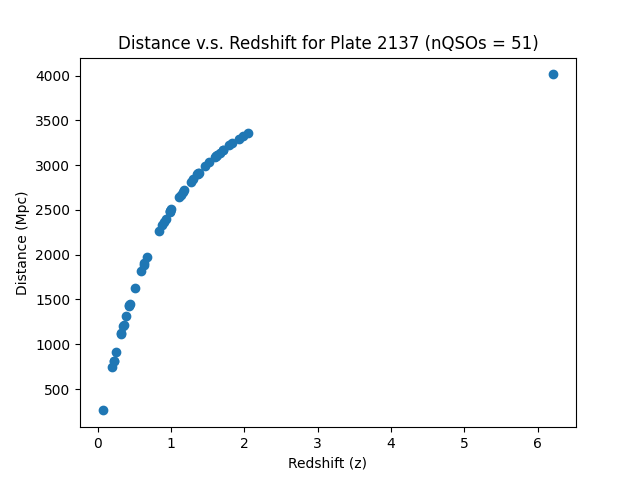 Distance v.s. Redshift for Plate 2137 (nQSOs = 51)
4000
3500
3000
2500
2000
1500
1000
500
Distance (Mpc)
0 1 2 3 4 5 6
Redshift (z)